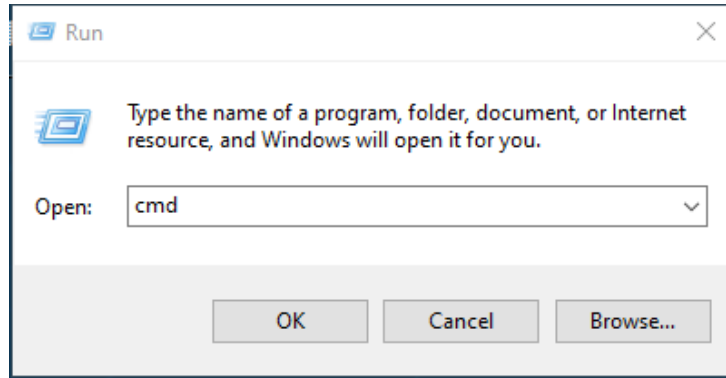 Run
Type the name of a program, folder, document, or Internet
resource, and Windows will open it for you.
Open: cmd
OK Cancel Browse...